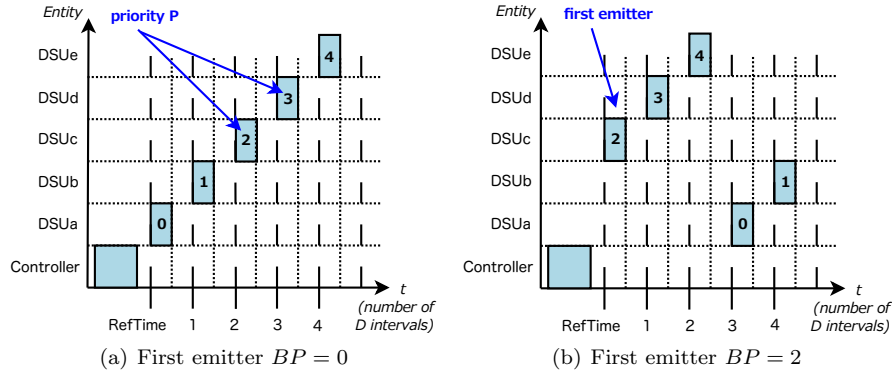 Entity
priority P
DSUe
4
DSUd
3
DSUc
2
DSUb
1
DSUa
0
Controller
t
(number of
D intervals)
RefTime 1 2 3 4
(a) First emitter BP = 0
Entity
first emitter
DSUe
4
DSUd
3
DSUc
2
DSUb
1
DSUa
0
Controller
t
(number of
D intervals)
RefTime 1 2 3 4
(b) First emitter BP = 2